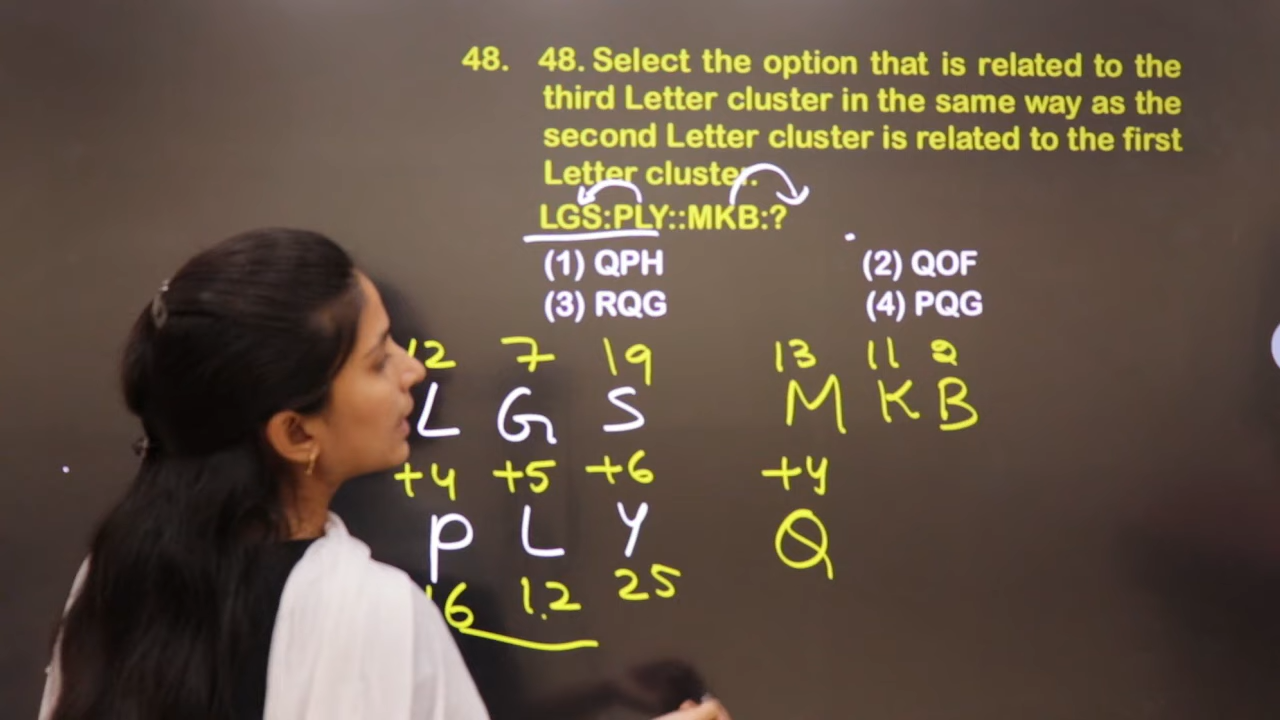 48. 48. Select the option that is related to the
third Letter cluster in the same way as the
second Letter cluster is related to the first
Letter cluster.
LGS:PLY::MKB:?
(1) QPH (2) QOF
(3) RQG (4) PQG
12 7 19 13 11 2
L G S M K B
+4 +5 +6 +4
P L Y Q
16 12 25